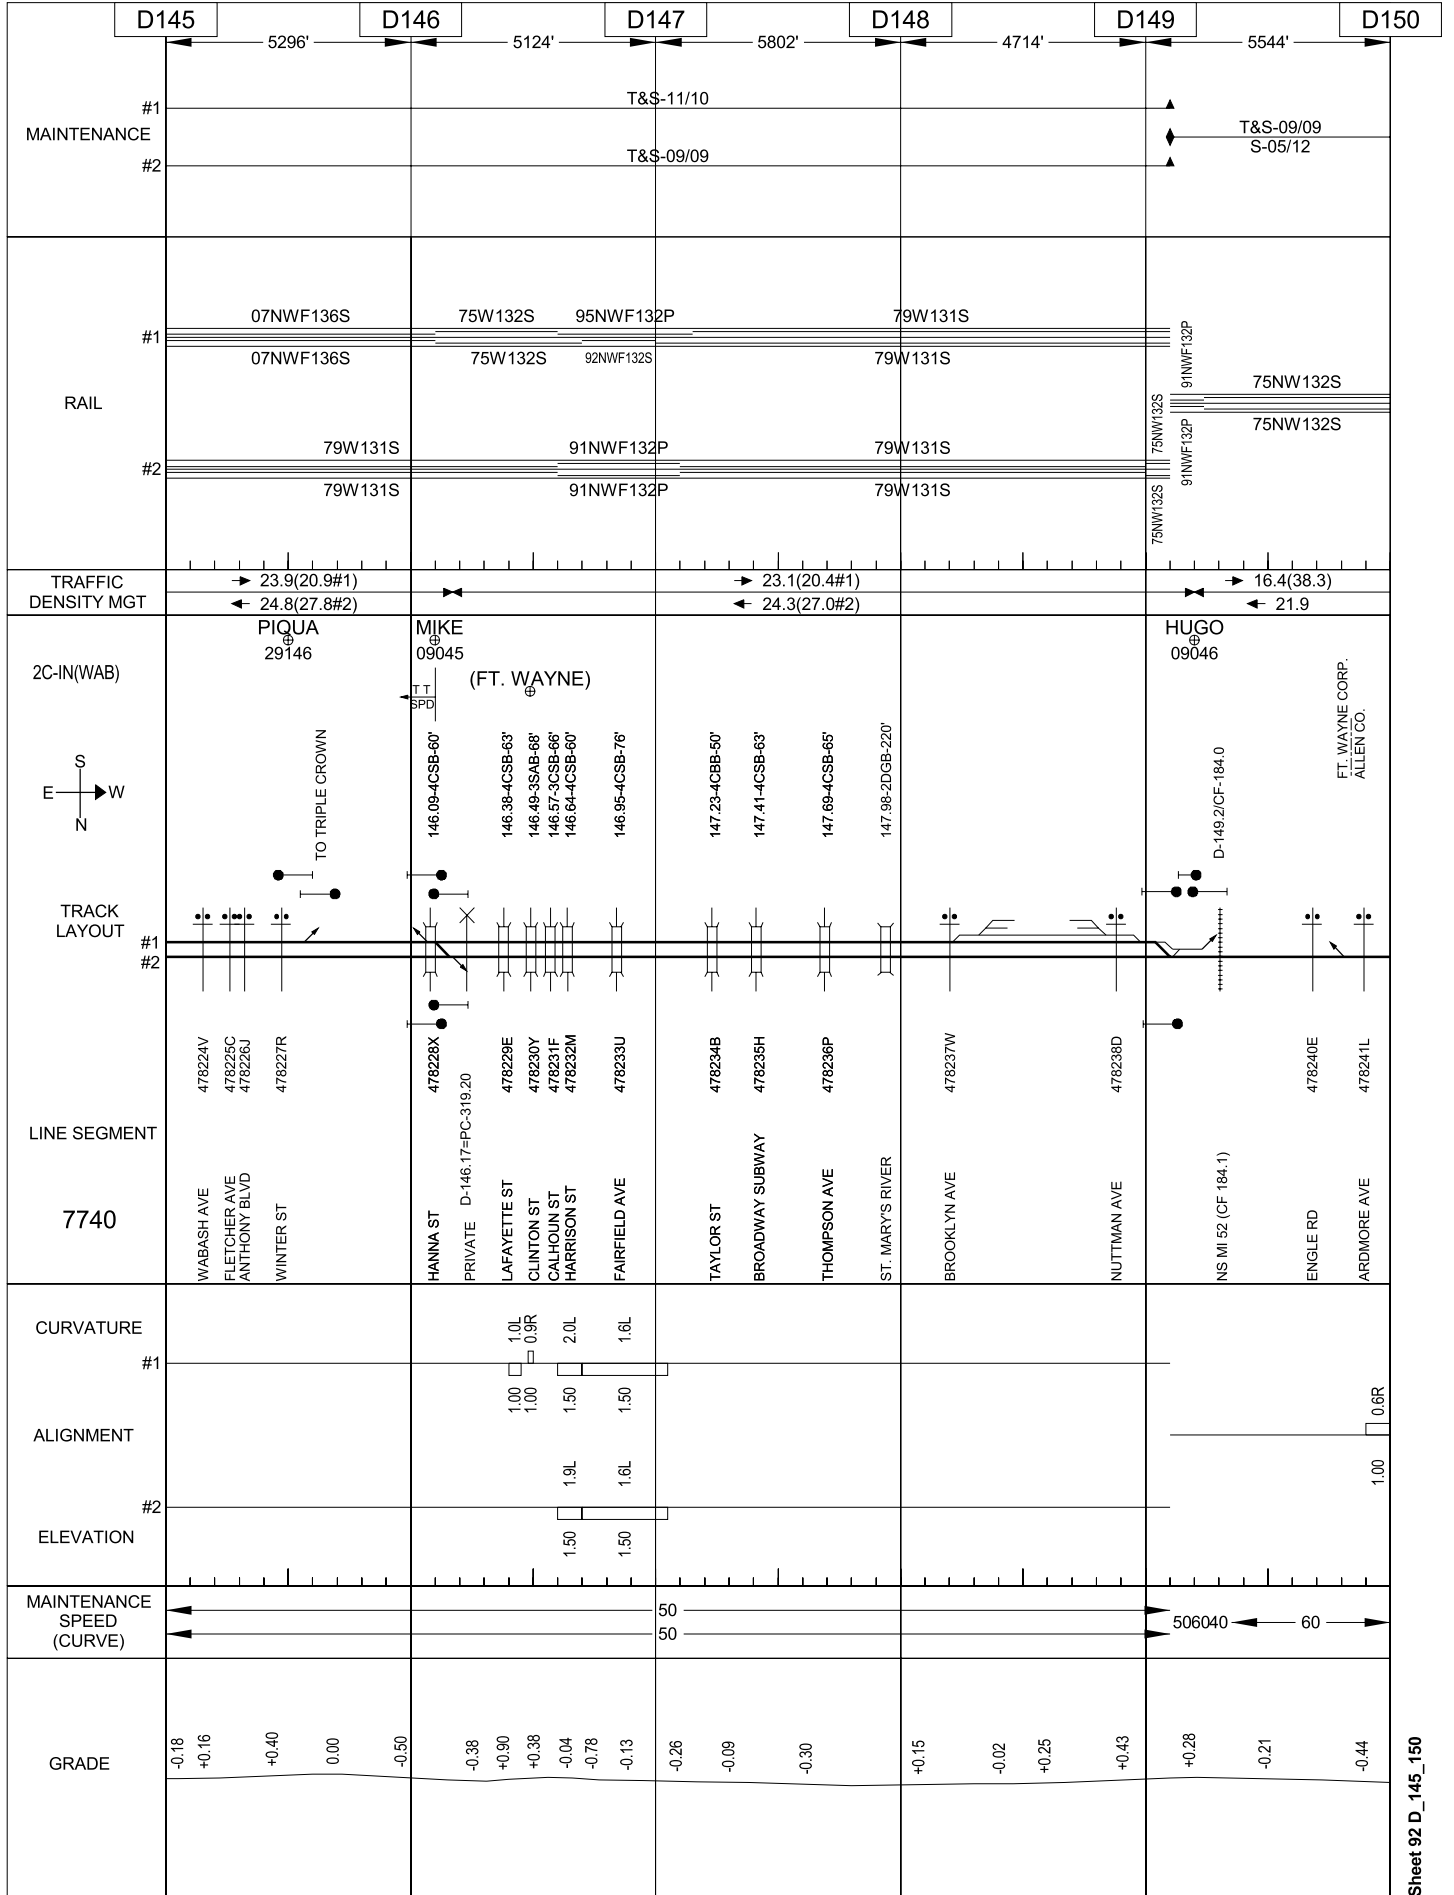 D145 D146 D147 D148 D149 D150
5296' 5124' 5802' 4714' 5544'
MAINTENANCE
#1
T&S-11/10
T&S-09/09
S-05/12
#2
T&S-09/09
RAIL
#1
07NWF136S 75W132S 95NWF132P 79W131S
07NWF136S 75W132S 92NWF132S 79W131S
91NWF132P
75NW132S
75NW132S
75NW132S
91NWF132P
75NW132S
#2
79W131S 91NWF132P 79W131S
79W131S 91NWF132P 79W131S
TRAFFIC
DENSITY MGT
23.9(20.9#1) 23.1(20.4#1) 16.4(38.3)
24.8(27.8#2) 24.3(27.0#2) 21.9
2C-IN(WAB)
PIQUA
29146
MIKE
09045
(FT. WAYNE)
HUGO
09046
T T
SPD
S
E W
N
TO TRIPLE CROWN
146.09-4CSB-60'
146.38-4CSB-63'
146.49-3SAB-68'
146.57-3CSB-66'
146.64-4CSB-60'
146.95-4CSB-76'
147.23-4CBB-50'
147.41-4CSB-63'
147.69-4CSB-65'
147.98-2DGB-220'
D-149.2/CF-184.0
FT. WAYNE CORP.
ALLEN CO.
TRACK
LAYOUT
#1
#2
478224V
478225C
478226J
478227R
478228X
478229E
478230Y
478231F
478232M
478233U
478234B
478235H
478236P
478237W
478238D
478240E
478241L
LINE SEGMENT
7740
WABASH AVE
FLETCHER AVE
ANTHONY BLVD
WINTER ST
HANNA ST
PRIVATE D-146.17=PC-319.20
LAFAYETTE ST
CLINTON ST
CALHOUN ST
HARRISON ST
FAIRFIELD AVE
TAYLOR ST
BROADWAY SUBWAY
THOMPSON AVE
ST. MARY'S RIVER
BROOKLYN AVE
NUTTMAN AVE
NS MI 52 (CF 184.1)
ENGLE RD
ARDMORE AVE
CURVATURE
#1
1.0L 0.9R 2.0L 1.6L
1.00 1.00 1.50 1.50
ALIGNMENT
0.6R
1.00
#2
1.9L 1.6L
1.50 1.50
ELEVATION
MAINTENANCE
SPEED
(CURVE)
50
50
506040 60
GRADE
-0.18 +0.16 +0.40 0.00 -0.50 -0.38 +0.90 +0.38 -0.04 -0.78 -0.13 -0.26 -0.09 -0.30 +0.15 -0.02 +0.25 +0.43 +0.28 -0.21 -0.44
Sheet 92 D_145_150